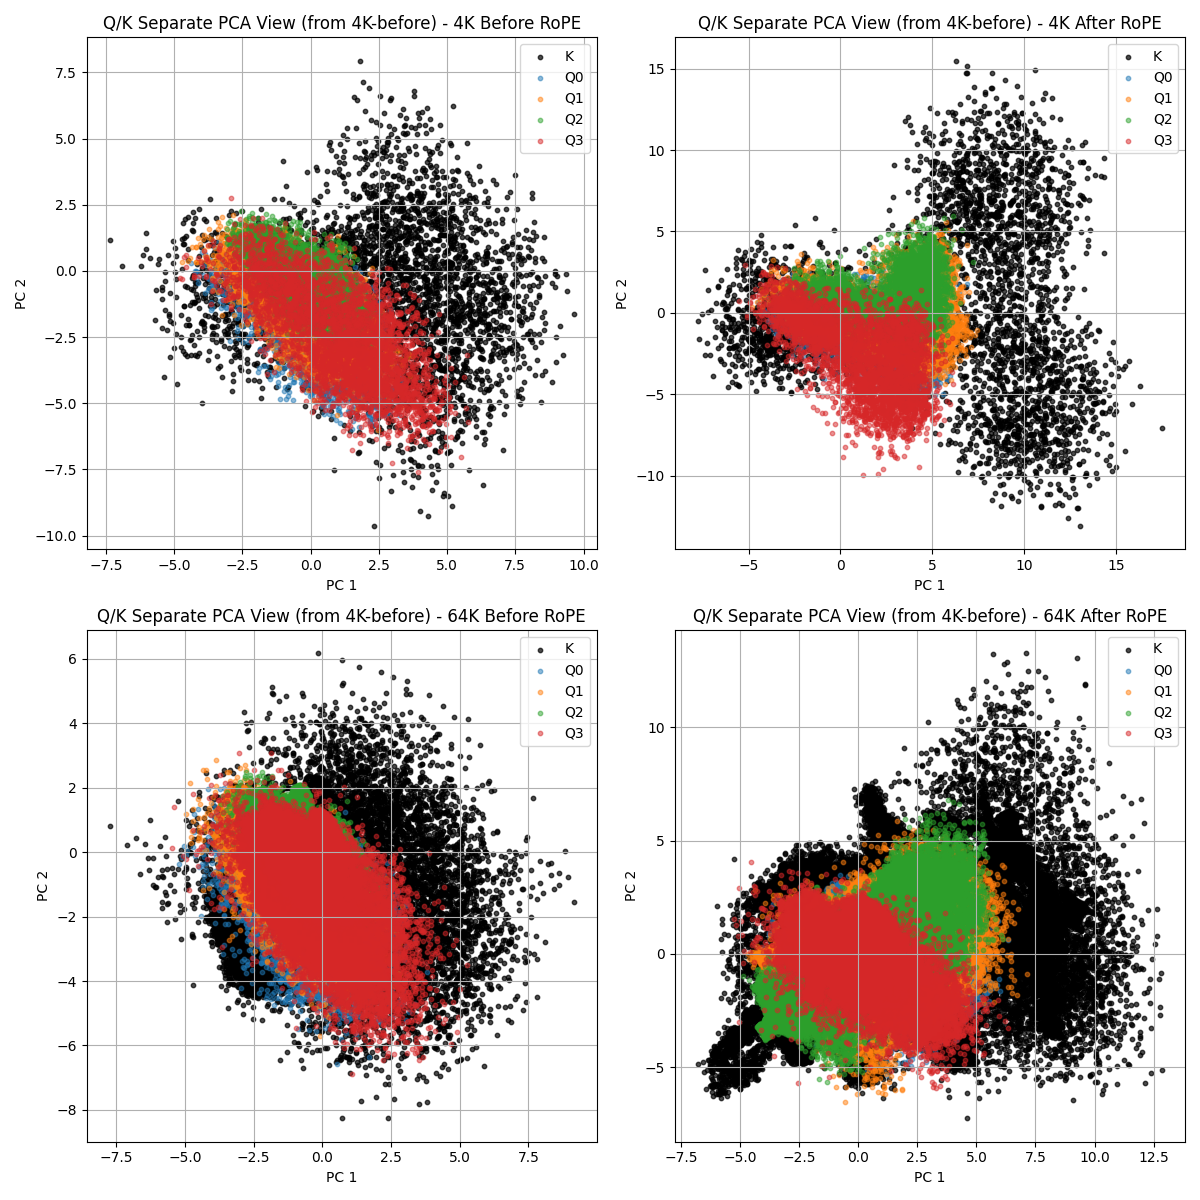 Q/K Separate PCA View (from 4K-before) - 4K Before RoPE
K
Q0
Q1
Q2
Q3
7.5
5.0
2.5
0.0
−2.5
−5.0
−7.5
−10.0
PC 2
−7.5
−5.0
−2.5
0.0
2.5
5.0
7.5
10.0
PC 1
Q/K Separate PCA View (from 4K-before) - 4K After RoPE
K
Q0
Q1
Q2
Q3
15
10
5
0
−5
−10
PC 2
−5
0
5
10
15
PC 1
Q/K Separate PCA View (from 4K-before) - 64K Before RoPE
K
Q0
Q1
Q2
Q3
6
4
2
0
−2
−4
−6
−8
PC 2
−7.5
−5.0
−2.5
0.0
2.5
5.0
7.5
PC 1
Q/K Separate PCA View (from 4K-before) - 64K After RoPE
K
Q0
Q1
Q2
Q3
10
5
0
−5
PC 2
−7.5
−5.0
−2.5
0.0
2.5
5.0
7.5
10.0
12.5
PC 1